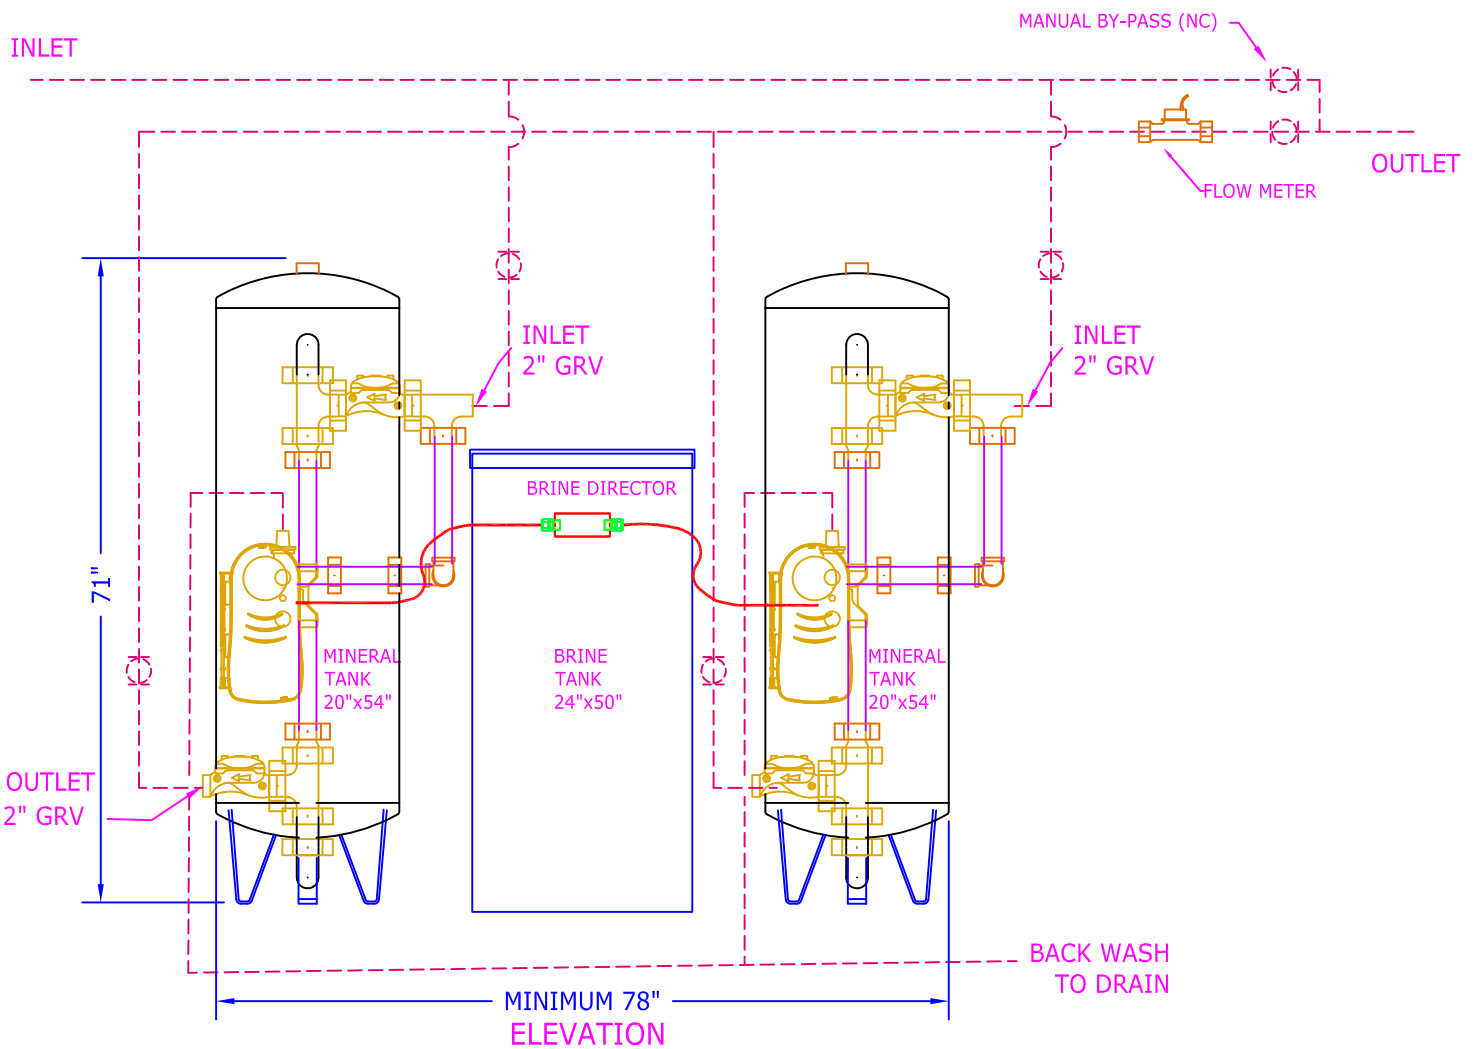 MANUAL BY-PASS (NC)
INLET
OUTLET
FLOW METER
INLET
2" GRV
INLET
2" GRV
BRINE DIRECTOR
71"
MINERAL
TANK
20"x54"
BRINE
TANK
24"x50"
MINERAL
TANK
20"x54"
OUTLET
2" GRV
BACK WASH
TO DRAIN
MINIMUM 78"
ELEVATION